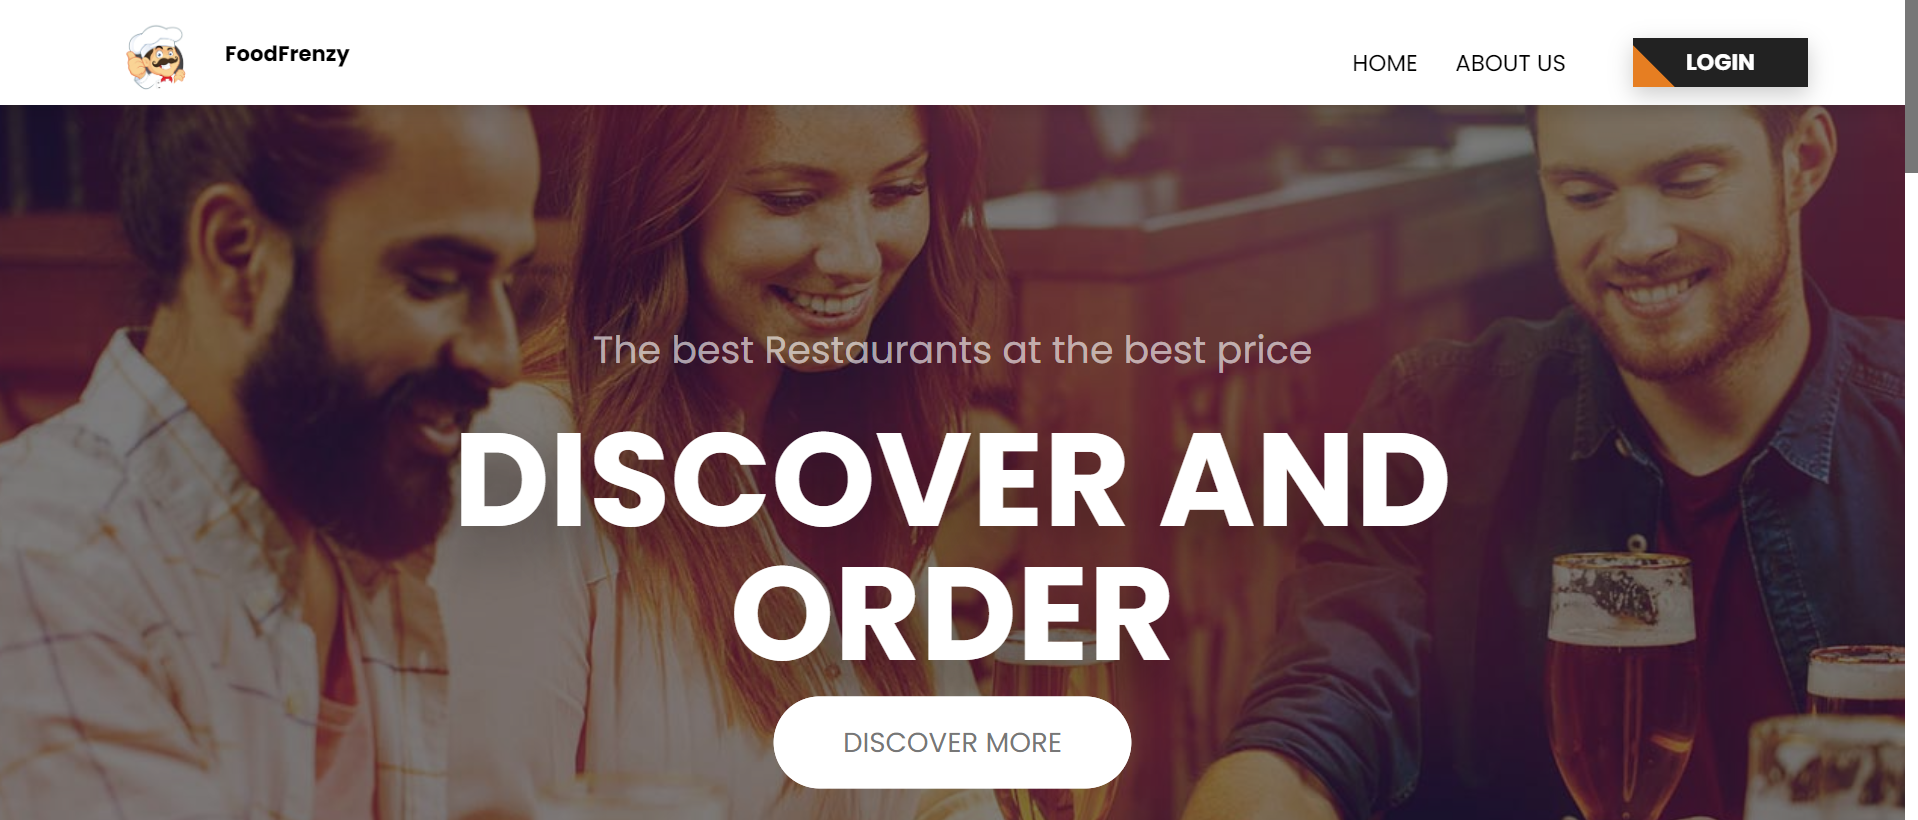 FoodFrenzy
HOME
ABOUT US
LOGIN
The best Restaurants at the best price
DISCOVER AND
ORDER
DISCOVER MORE